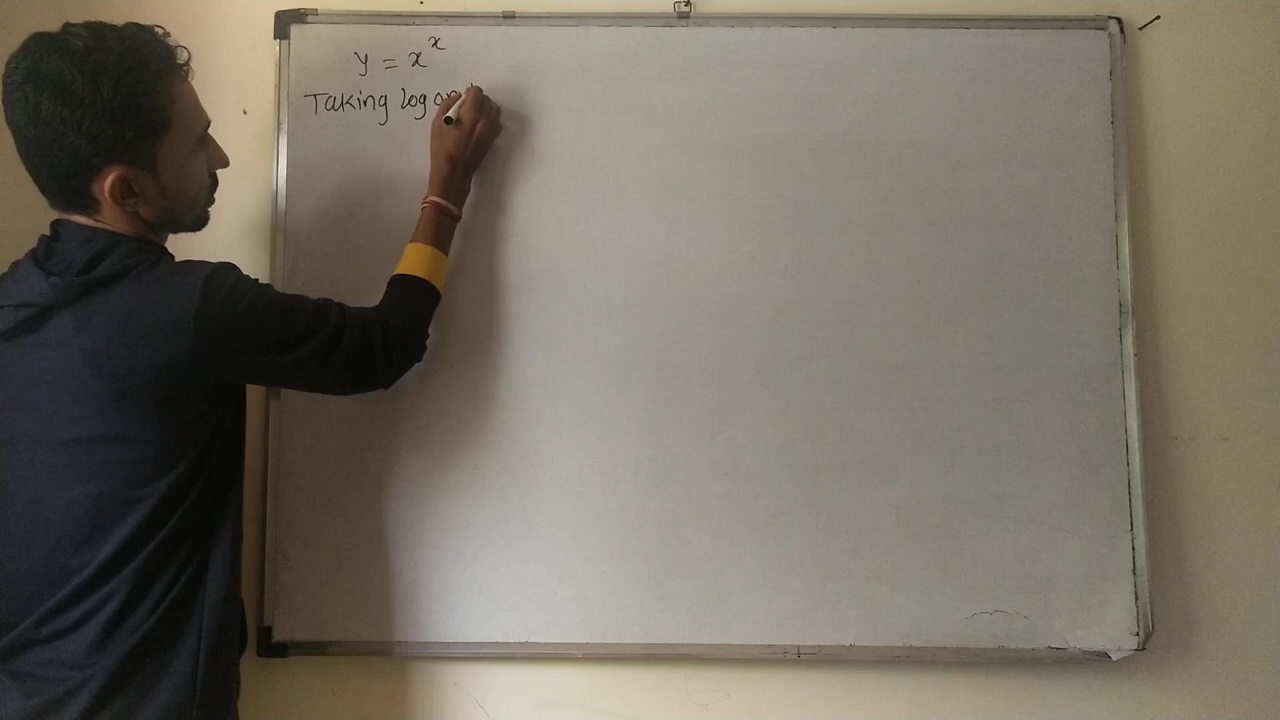 y = x^x
Taking log on